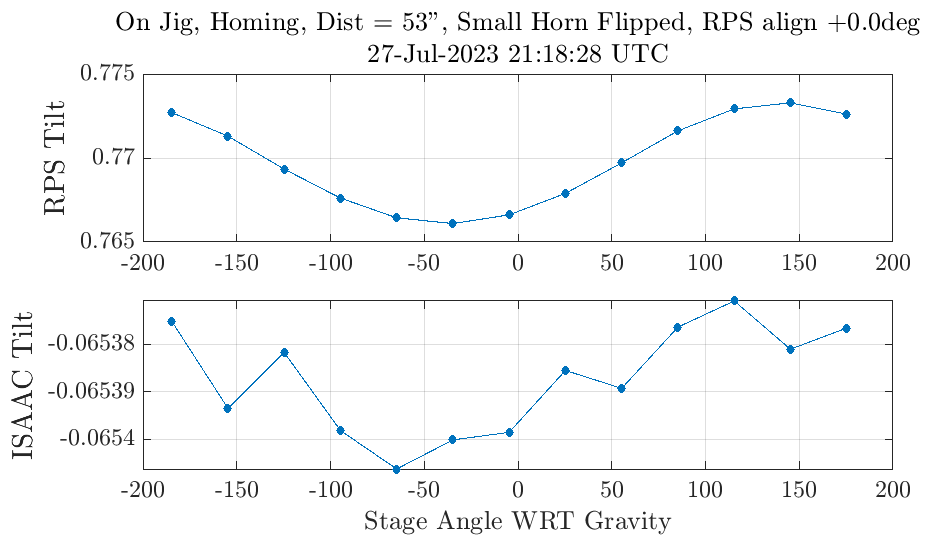 On Jig, Homing, Dist = 53”, Small Horn Flipped, RPS align +0.0deg
27-Jul-2023 21:18:28 UTC
0.775
0.77
0.765
RPS Tilt
-200 -150 -100 -50 0 50 100 150 200
-0.06538
-0.06539
-0.0654
ISAAC Tilt
-200 -150 -100 -50 0 50 100 150 200
Stage Angle WRT Gravity